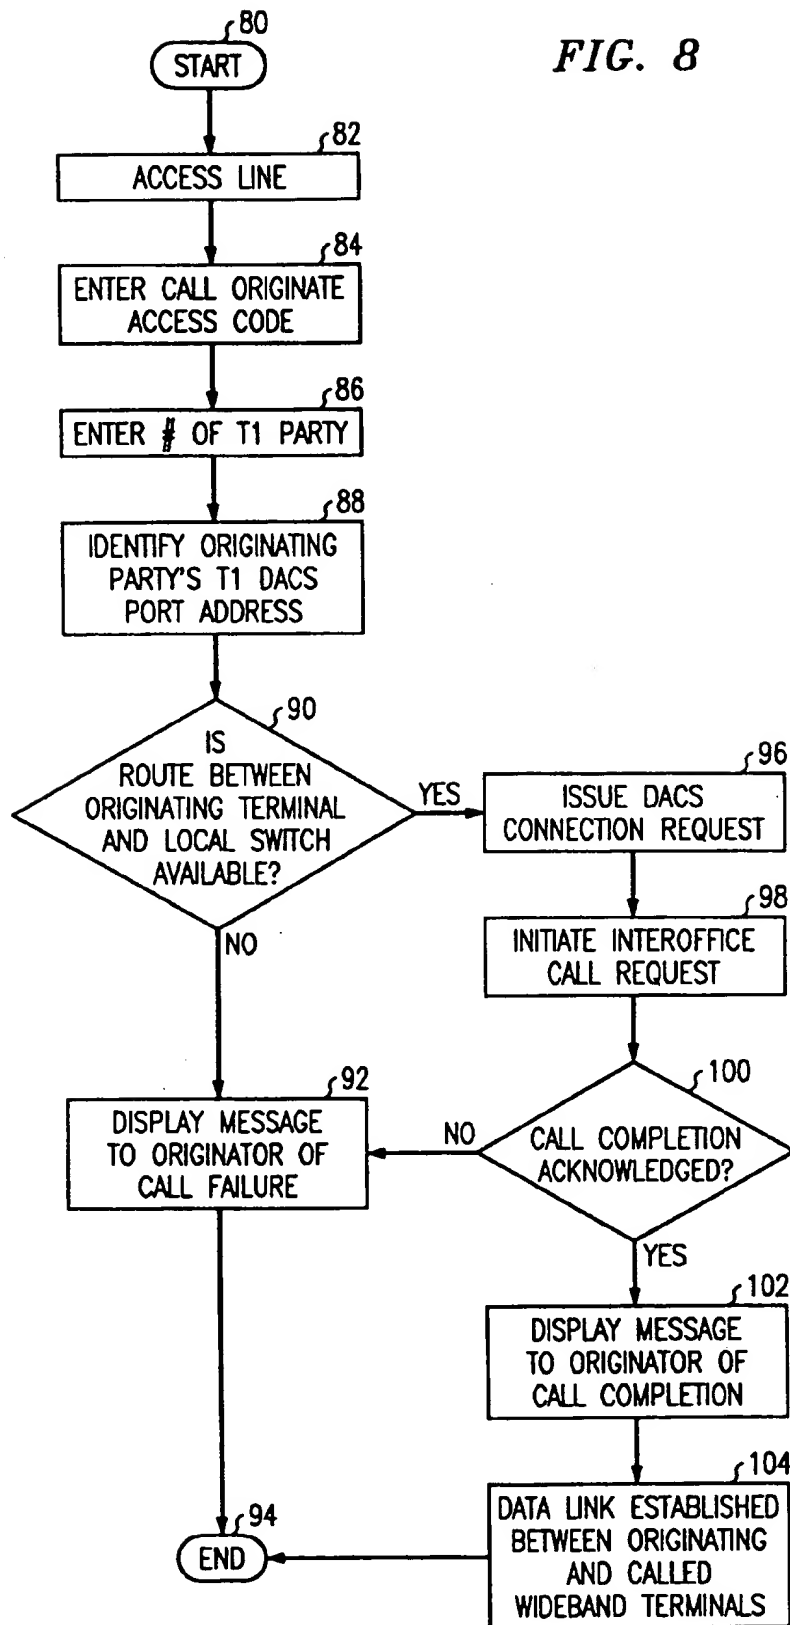 80
START
FIG. 8
82
ACCESS LINE
84
ENTER CALL ORIGINATE
ACCESS CODE
86
ENTER # OF T1 PARTY
88
IDENTIFY ORIGINATING
PARTY'S T1 DACS
PORT ADDRESS
90
IS
ROUTE BETWEEN
ORIGINATING TERMINAL
AND LOCAL SWITCH
AVAILABLE?
YES
NO
96
ISSUE DACS
CONNECTION REQUEST
98
INITIATE INTEROFFICE
CALL REQUEST
100
CALL COMPLETION
ACKNOWLEDGED?
NO
YES
92
DISPLAY MESSAGE
TO ORIGINATOR OF
CALL FAILURE
102
DISPLAY MESSAGE
TO ORIGINATOR OF
CALL COMPLETION
104
DATA LINK ESTABLISHED
BETWEEN ORIGINATING
AND CALLED
WIDEBAND TERMINALS
94
END